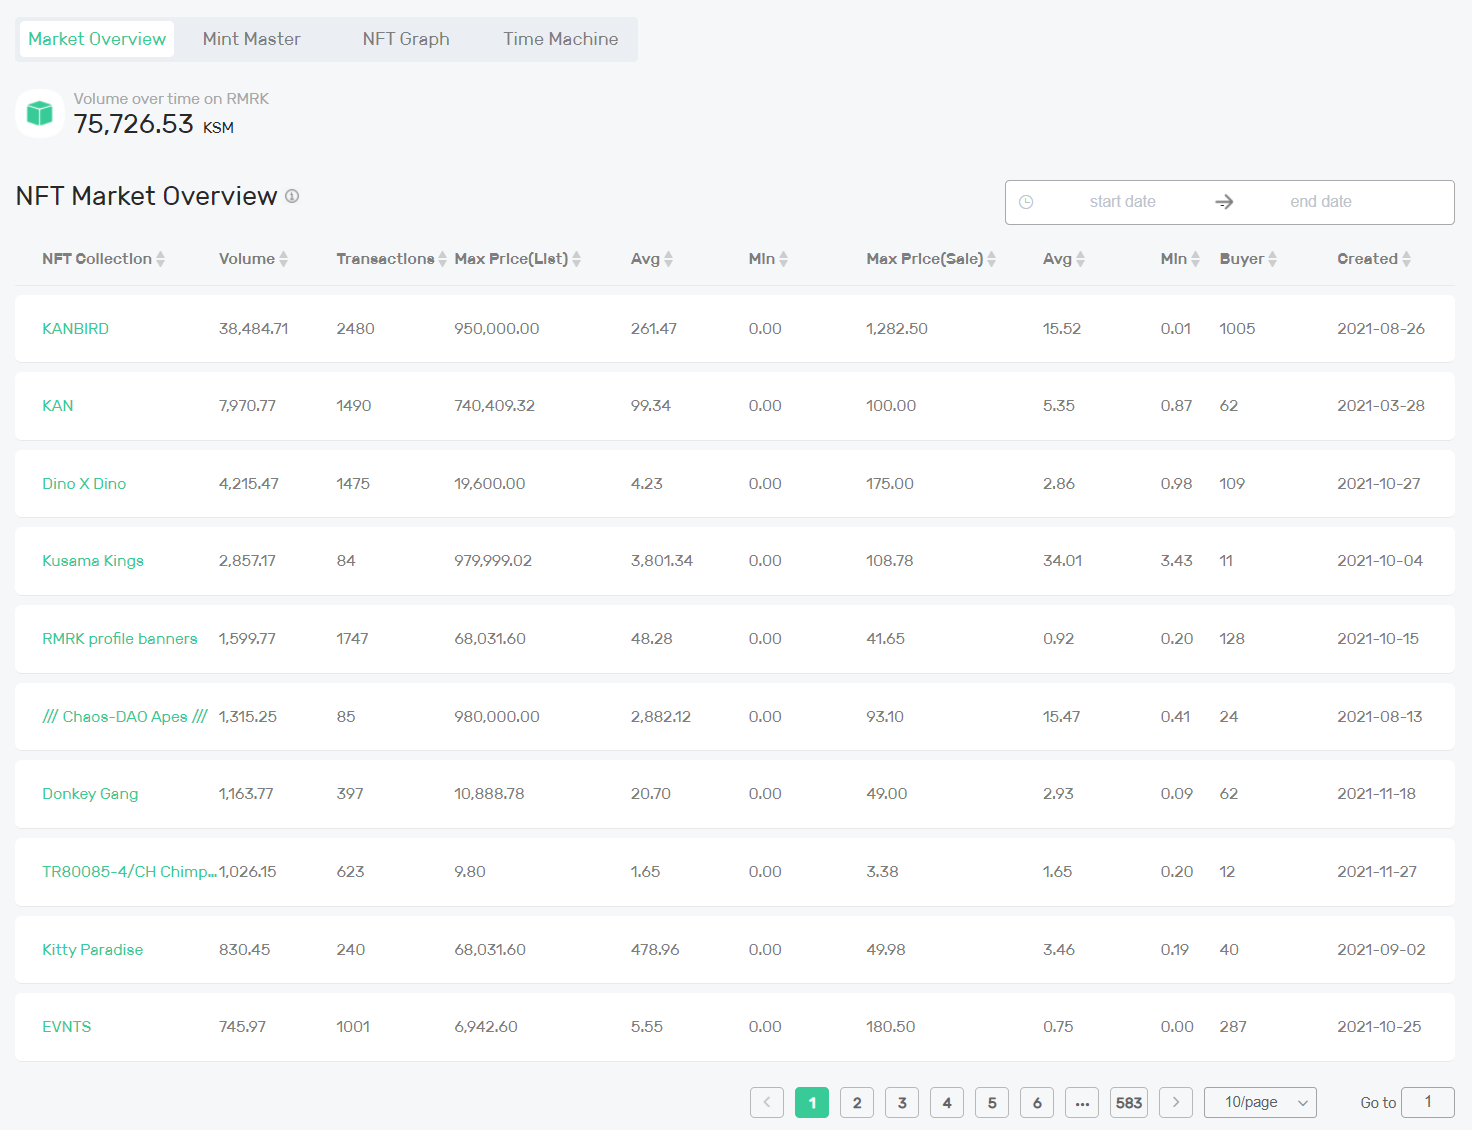 Market Overview Mint Master NFT Graph Time Machine
Volume over time on RMRK
75,726.53 KSM
NFT Market Overview
start date → end date
NFT Collection Volume Transactions Max Price(List) Avg Min Max Price(Sale) Avg Min Buyer Created
KANBIRD 38,484.71 2480 950,000.00 261.47 0.00 1,282.50 15.52 0.01 1005 2021-08-26
KAN 7,970.77 1490 740,409.32 99.34 0.00 100.00 5.35 0.87 62 2021-03-28
Dino X Dino 4,215.47 1475 19,600.00 4.23 0.00 175.00 2.86 0.98 109 2021-10-27
Kusama Kings 2,857.17 84 979,999.02 3,801.34 0.00 108.78 34.01 3.43 11 2021-10-04
RMRK profile banners 1,599.77 1747 68,031.60 48.28 0.00 41.65 0.92 0.20 128 2021-10-15
/// Chaos-DAO Apes /// 1,315.25 85 980,000.00 2,882.12 0.00 93.10 15.47 0.41 24 2021-08-13
Donkey Gang 1,163.77 397 10,888.78 20.70 0.00 49.00 2.93 0.09 62 2021-11-18
TR80085-4/CH Chimp... 1,026.15 623 9.80 1.65 0.00 3.38 1.65 0.20 12 2021-11-27
Kitty Paradise 830.45 240 68,031.60 478.96 0.00 49.98 3.46 0.19 40 2021-09-02
EVNTS 745.97 1001 6,942.60 5.55 0.00 180.50 0.75 0.00 287 2021-10-25
< 1 2 3 4 5 6 ... 583 > 10/page Go to 1